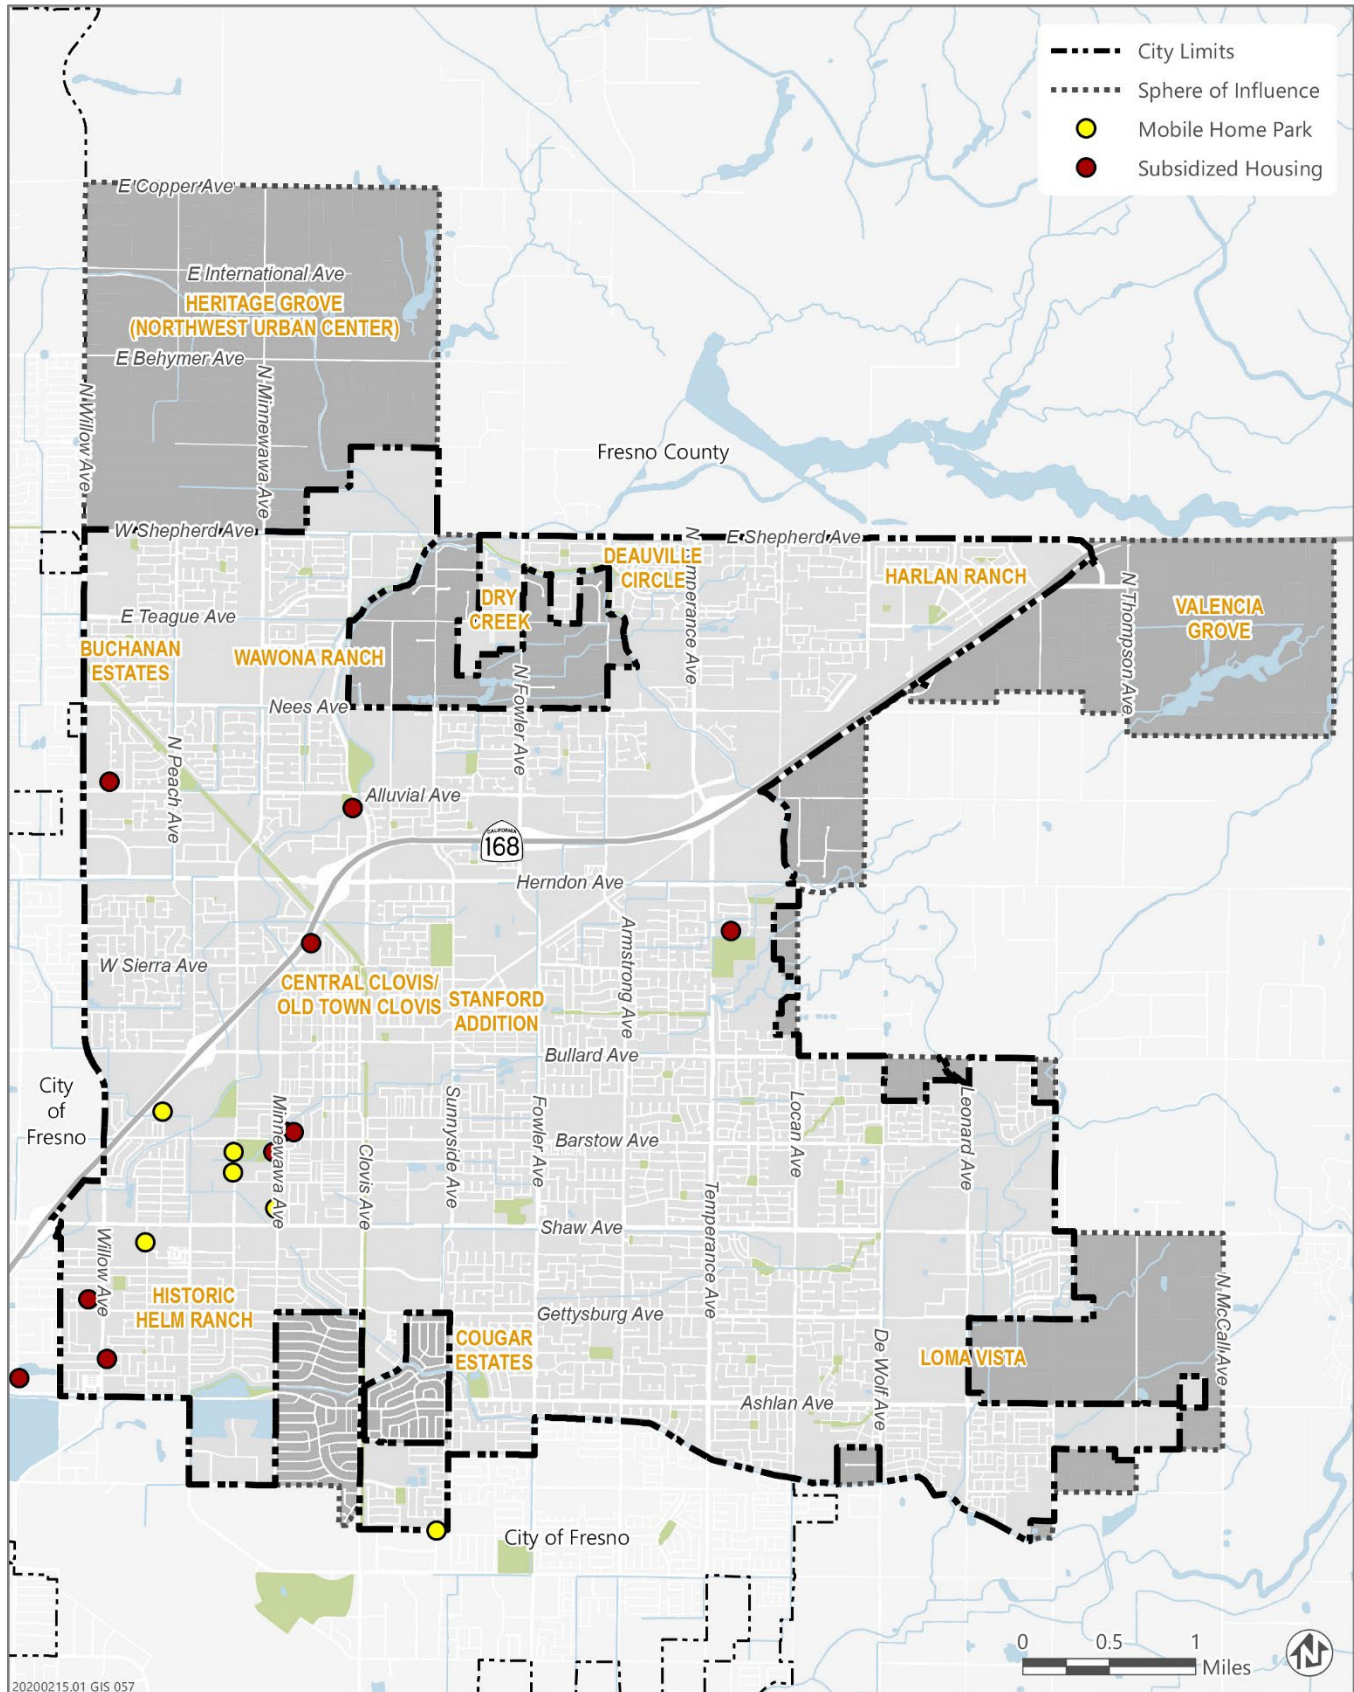 City Limits
Sphere of Influence
Mobile Home Park
Subsidized Housing
E Copper Ave
E International Ave
HERITAGE GROVE
(NORTHWEST URBAN CENTER)
E Behymer Ave
N Willow Ave
N Minnewawa Ave
Fresno County
W Shepherd Ave
E Shepherd Ave
DEAUVILLE
CIRCLE
N Temperance Ave
HARLAN RANCH
DRY
CREEK
N Thompson Ave
VALENCIA
GROVE
E Teague Ave
BUCHANAN
ESTATES
WAWONA RANCH
Nees Ave
N Fowler Ave
N Peach Ave
Alluvial Ave
CALIFORNIA
168
Herndon Ave
Armstrong Ave
W Sierra Ave
CENTRAL CLOVIS/
OLD TOWN CLOVIS
STANFORD
ADDITION
Bullard Ave
City
of
Fresno
Minnewawa Ave
Clovis Ave
Sunnyside Ave
Fowler Ave
Barstow Ave
Locan Ave
Leonard Ave
Temperance Ave
Shaw Ave
Willow Ave
HISTORIC
HELM RANCH
Gettysburg Ave
COUGAR
ESTATES
De Wolf Ave
LOMA VISTA
N McCall Ave
Ashlan Ave
City of Fresno
0 0.5 1
Miles
N
20200215.01 GIS 057